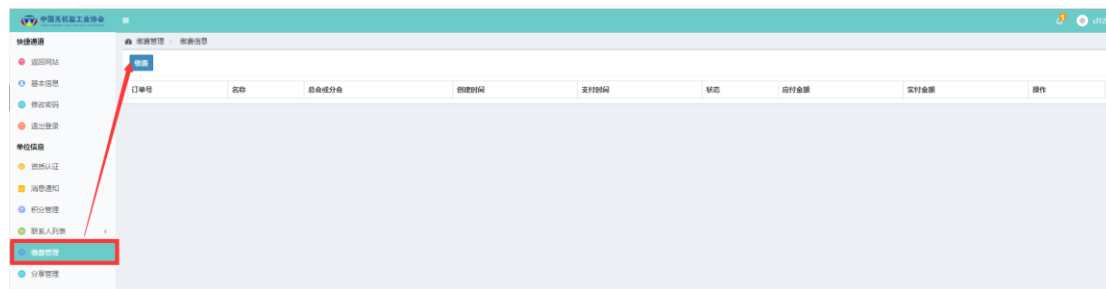 中国无机盐工业协会
cl12
快捷通道
缴费管理 缴费信息
返回网站
缴费
基本信息
订单号 名称 总会或分会 创建时间 支付时间 状态 应付金额 实付金额 操作
修改密码
退出登录
单位信息
资质认证
消息通知
积分管理
联系人列表
缴费管理
分享管理